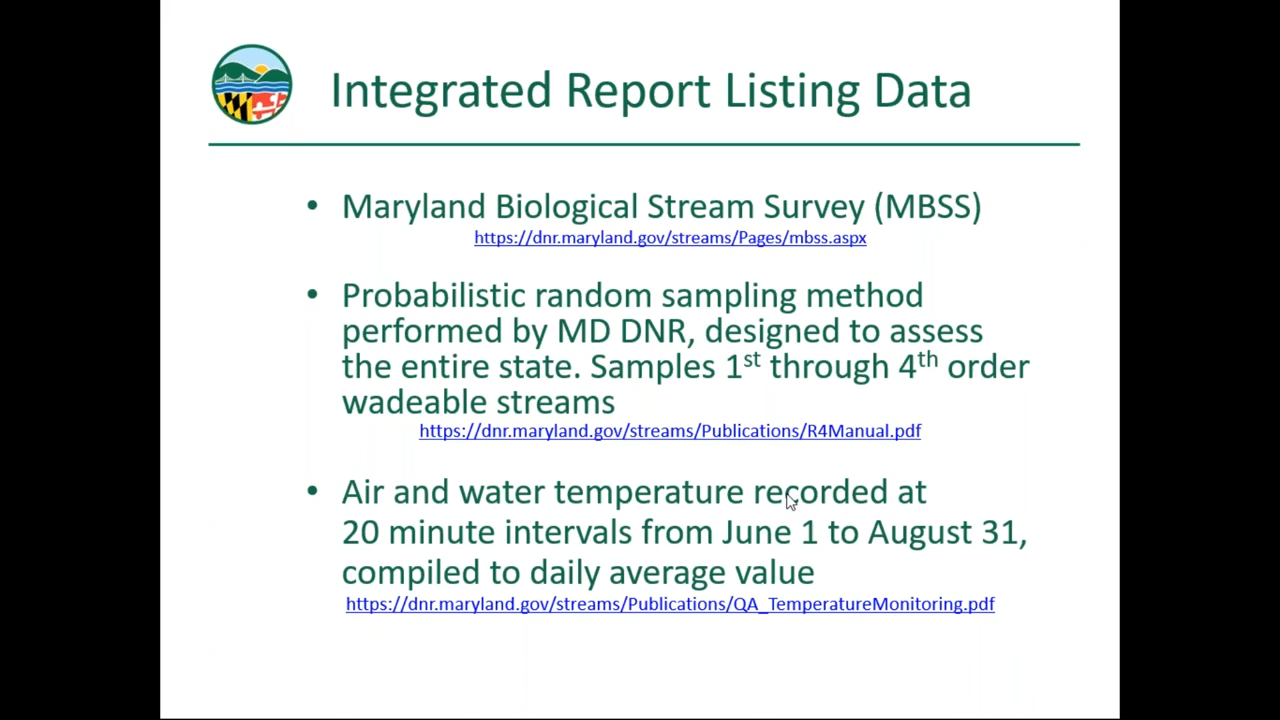 Integrated Report Listing Data
• Maryland Biological Stream Survey (MBSS)
https://dnr.maryland.gov/streams/Pages/mbss.aspx
• Probabilistic random sampling method
performed by MD DNR, designed to assess
the entire state. Samples 1st through 4th order
wadeable streams
https://dnr.maryland.gov/streams/Publications/R4Manual.pdf
• Air and water temperature recorded at
20 minute intervals from June 1 to August 31,
compiled to daily average value
https://dnr.maryland.gov/streams/Publications/QA_TemperatureMonitoring.pdf